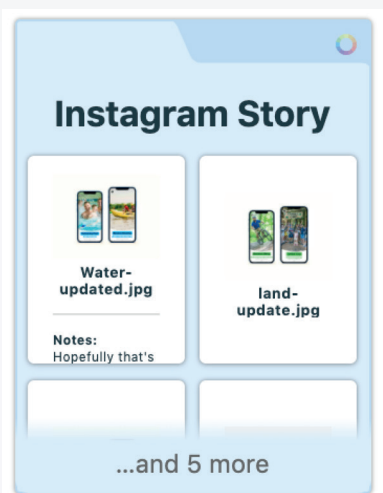 Instagram Story
Water-
updated.jpg
Notes:
Hopefully that's
land-
update.jpg
...and 5 more